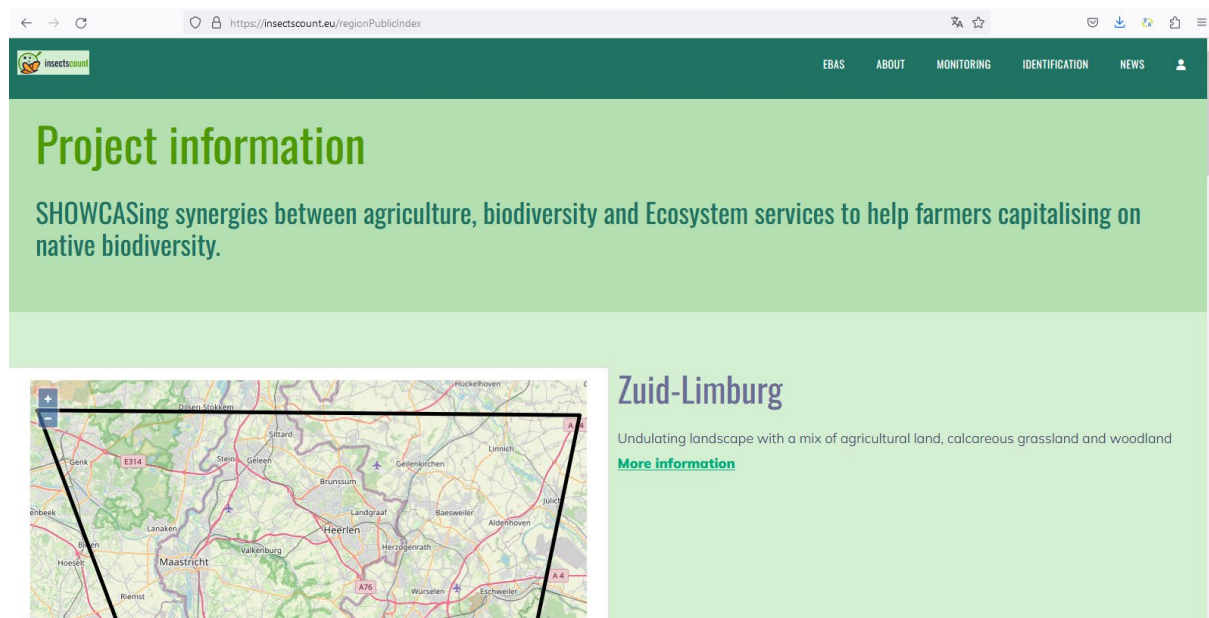 https://insectscount.eu/regionPublicIndex
insectscount
EBAS ABOUT MONITORING IDENTIFICATION NEWS
Project information
SHOWCASing synergies between agriculture, biodiversity and Ecosystem services to help farmers capitalising on
native biodiversity.
Zuid-Limburg
Undulating landscape with a mix of agricultural land, calcareous grassland and woodland
More information
+
−
Huckelhoven
Dilsen-Stokkem
A 4
Sittard
Linnich
Genk
E314
Stein
Geleen
Geilenkirchen
Brunssum
Jülich
Landgraaf
Baesweiler
Aldenhoven
Lanaken
Heerlen
Valkenburg
Herzogenrath
Hoeselt
Maastricht
A 4
A76
Würselen
Eschweiler
Riemst